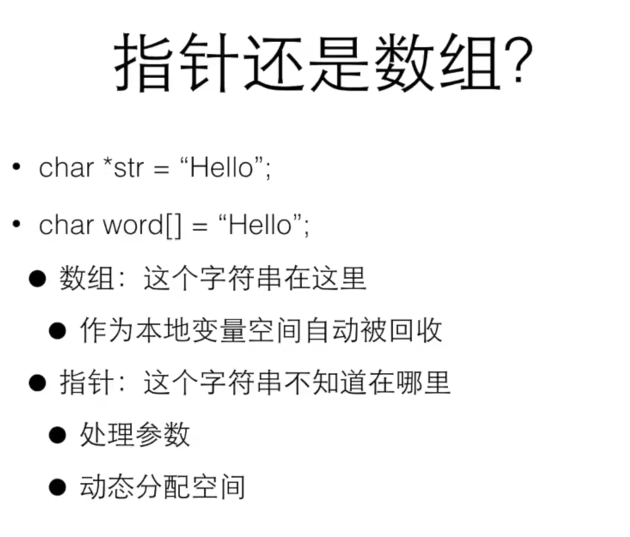 指针还是数组?
• char *str = “Hello”;
• char word[] = “Hello”;
● 数组：这个字符串在这里
● 作为本地变量空间自动被回收
● 指针：这个字符串不知道在哪里
● 处理参数
● 动态分配空间